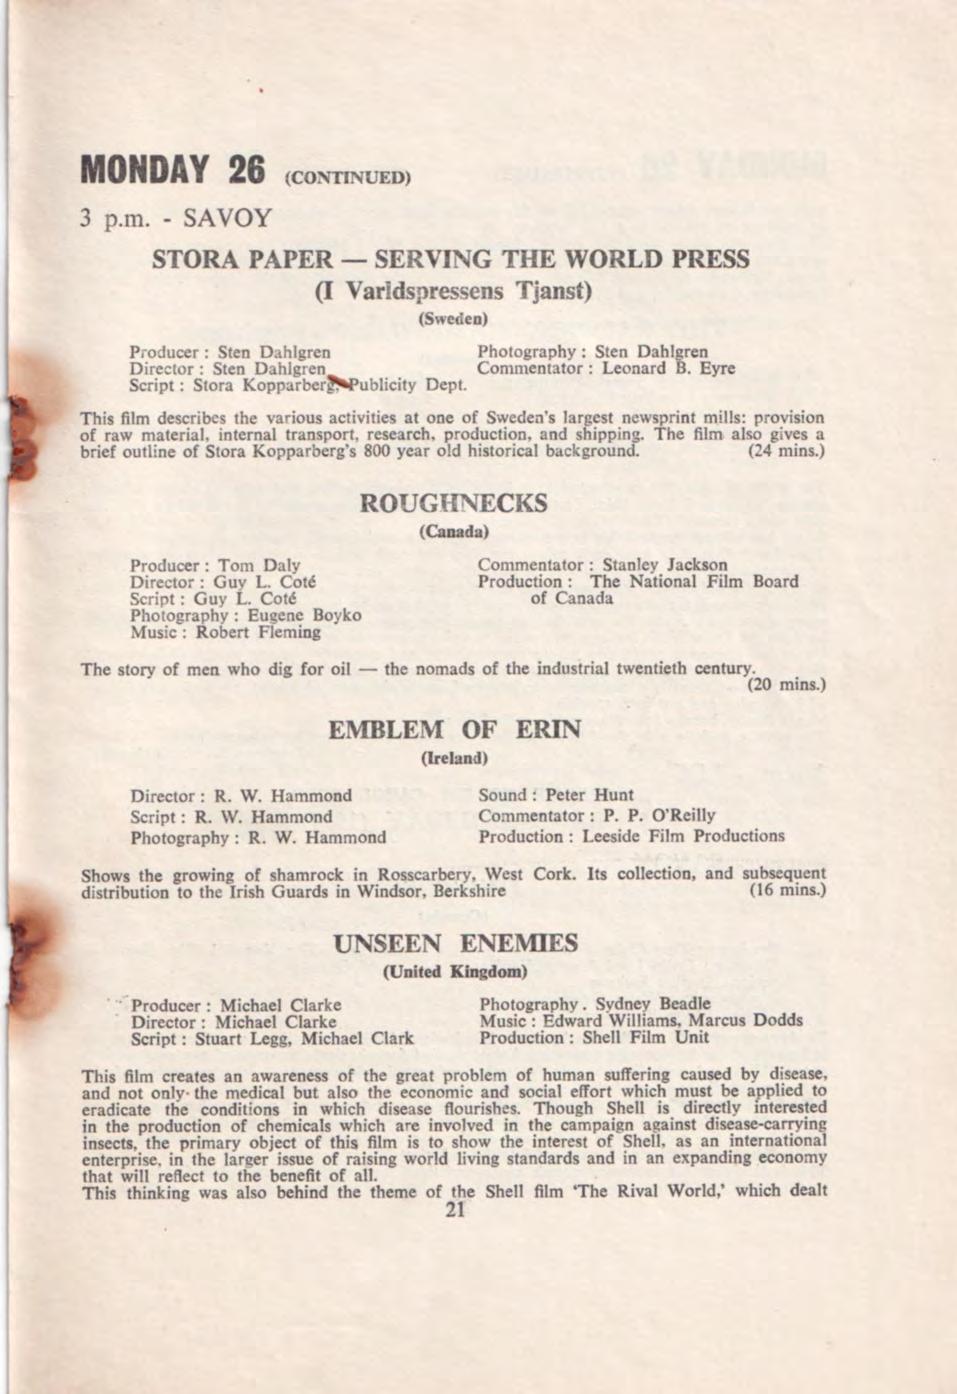 MONDAY 26 (CONTINUED)
3 p.m. - SAVOY
STORA PAPER — SERVING THE WORLD PRESS
(I Varldspressens Tjanst)
(Sweden)
Producer : Sten Dahlgren
Director : Sten Dahlgren
Script : Stora Kopparberg, Publicity Dept.
Photography : Sten Dahlgren
Commentator : Leonard B. Eyre
This film describes the various activities at one of Sweden's largest newsprint mills: provision
of raw material, internal transport, research, production, and shipping. The film also gives a
brief outline of Stora Kopparberg's 800 year old historical background. (24 mins.)
ROUGHNECKS
(Canada)
Producer : Tom Daly
Director : Guy L. Coté
Script : Guy L. Coté
Photography : Eugene Boyko
Music : Robert Fleming
Commentator : Stanley Jackson
Production : The National Film Board
of Canada
The story of men who dig for oil — the nomads of the industrial twentieth century.
(20 mins.)
EMBLEM OF ERIN
(Ireland)
Director : R. W. Hammond
Script : R. W. Hammond
Photography : R. W. Hammond
Sound : Peter Hunt
Commentator : P. P. O'Reilly
Production : Leeside Film Productions
Shows the growing of shamrock in Rosscarbery, West Cork. Its collection, and subsequent
distribution to the Irish Guards in Windsor, Berkshire (16 mins.)
UNSEEN ENEMIES
(United Kingdom)
Producer : Michael Clarke
Director : Michael Clarke
Script : Stuart Legg, Michael Clark
Photography . Sydney Beadle
Music : Edward Williams, Marcus Dodds
Production : Shell Film Unit
This film creates an awareness of the great problem of human suffering caused by disease,
and not only the medical but also the economic and social effort which must be applied to
eradicate the conditions in which disease flourishes. Though Shell is directly interested
in the production of chemicals which are involved in the campaign against disease-carrying
insects, the primary object of this film is to show the interest of Shell, as an international
enterprise, in the larger issue of raising world living standards and in an expanding economy
that will reflect to the benefit of all.
This thinking was also behind the theme of the Shell film 'The Rival World,' which dealt
21